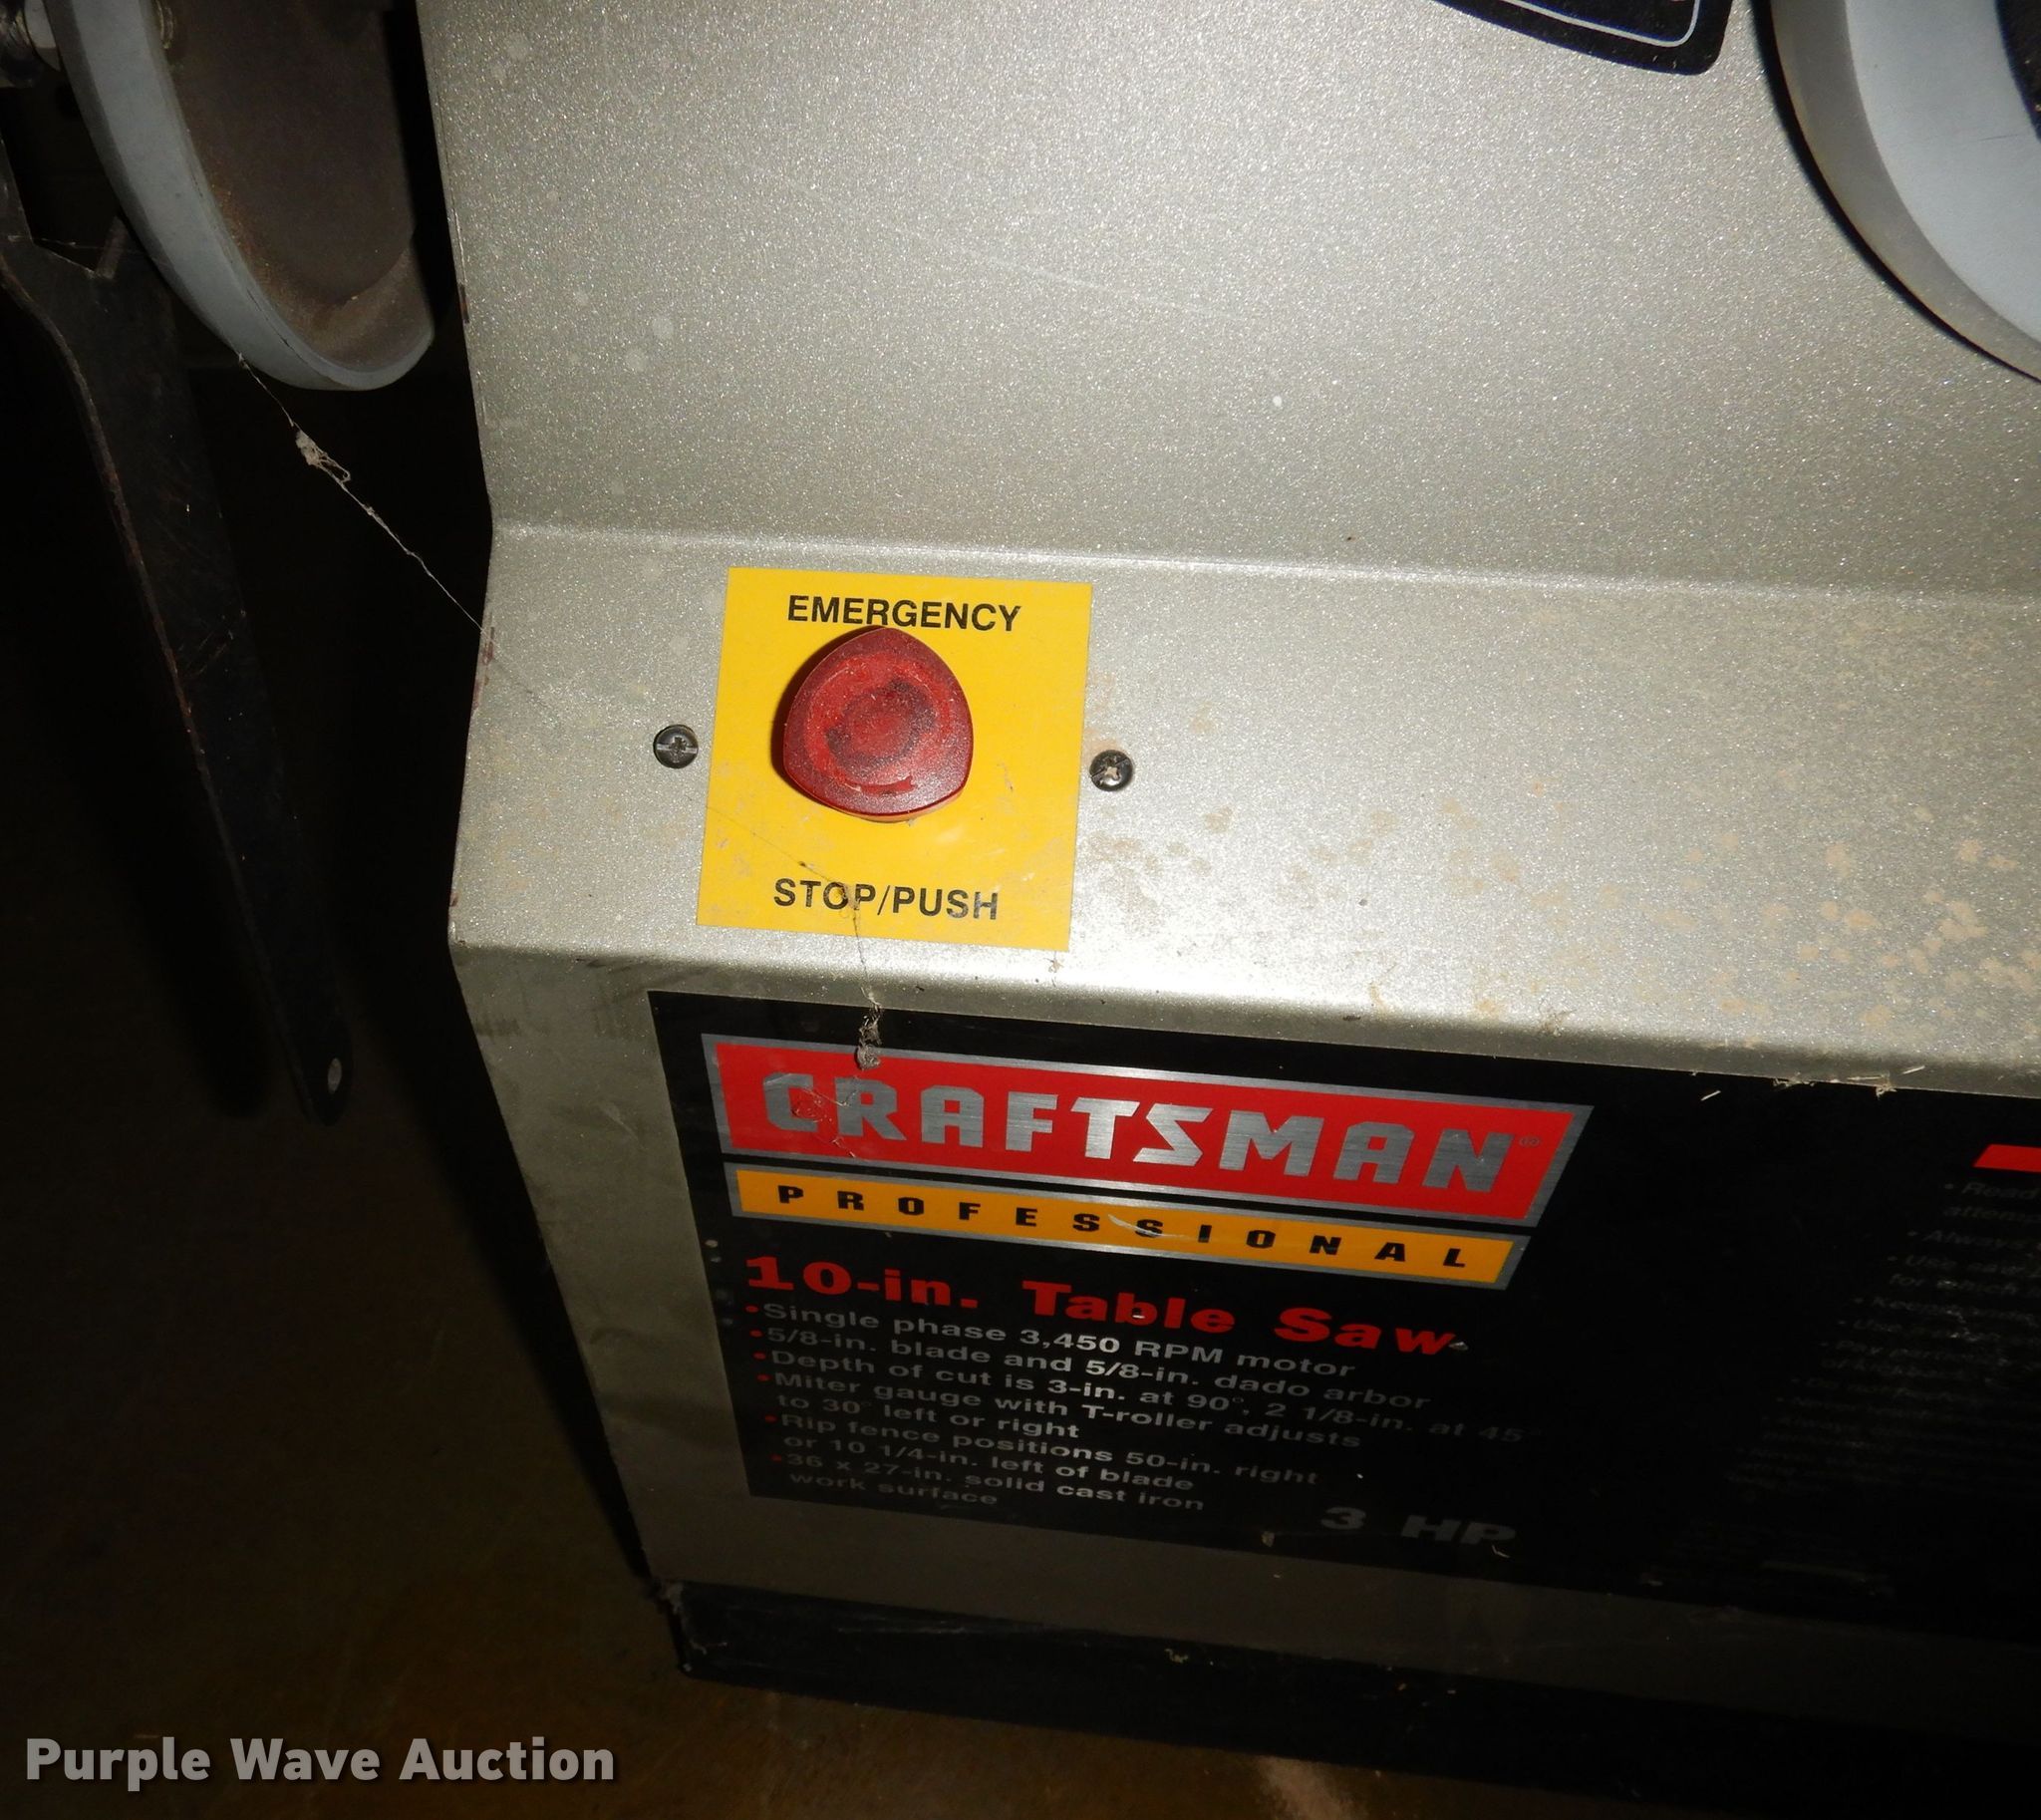 EMERGENCY
STOP/PUSH
CRAFTSMAN®
PROFESSIONAL
10-in. Table Saw
•Single phase 3,450 RPM motor
•5/8-in. blade and 5/8-in. dado arbor
•Depth of cut is 3-in. at 90°, 2 1/8-in. at 45°
•Miter gauge with T-roller adjusts
to 30° left or right
•Rip fence positions 50-in. right
or 10 1/4-in. left of blade
•36 x 27-in. solid cast iron
work surface
3 HP
• Read
• Always
Purple Wave Auction